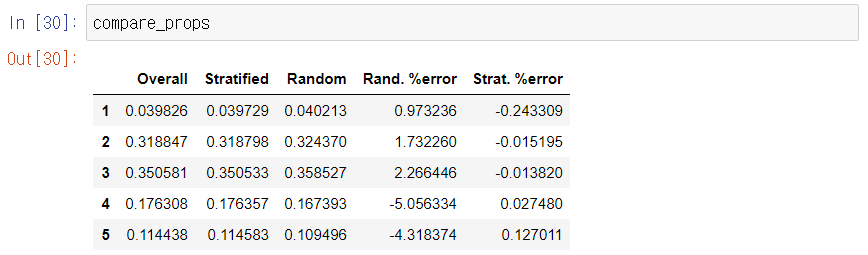 In [30]: compare_props
Out[30]:
Overall Stratified Random Rand. %error Strat. %error
1 0.039826 0.039729 0.040213 0.973236 -0.243309
2 0.318847 0.318798 0.324370 1.732260 -0.015195
3 0.350581 0.350533 0.358527 2.266446 -0.013820
4 0.176308 0.176357 0.167393 -5.056334 0.027480
5 0.114438 0.114583 0.109496 -4.318374 0.127011